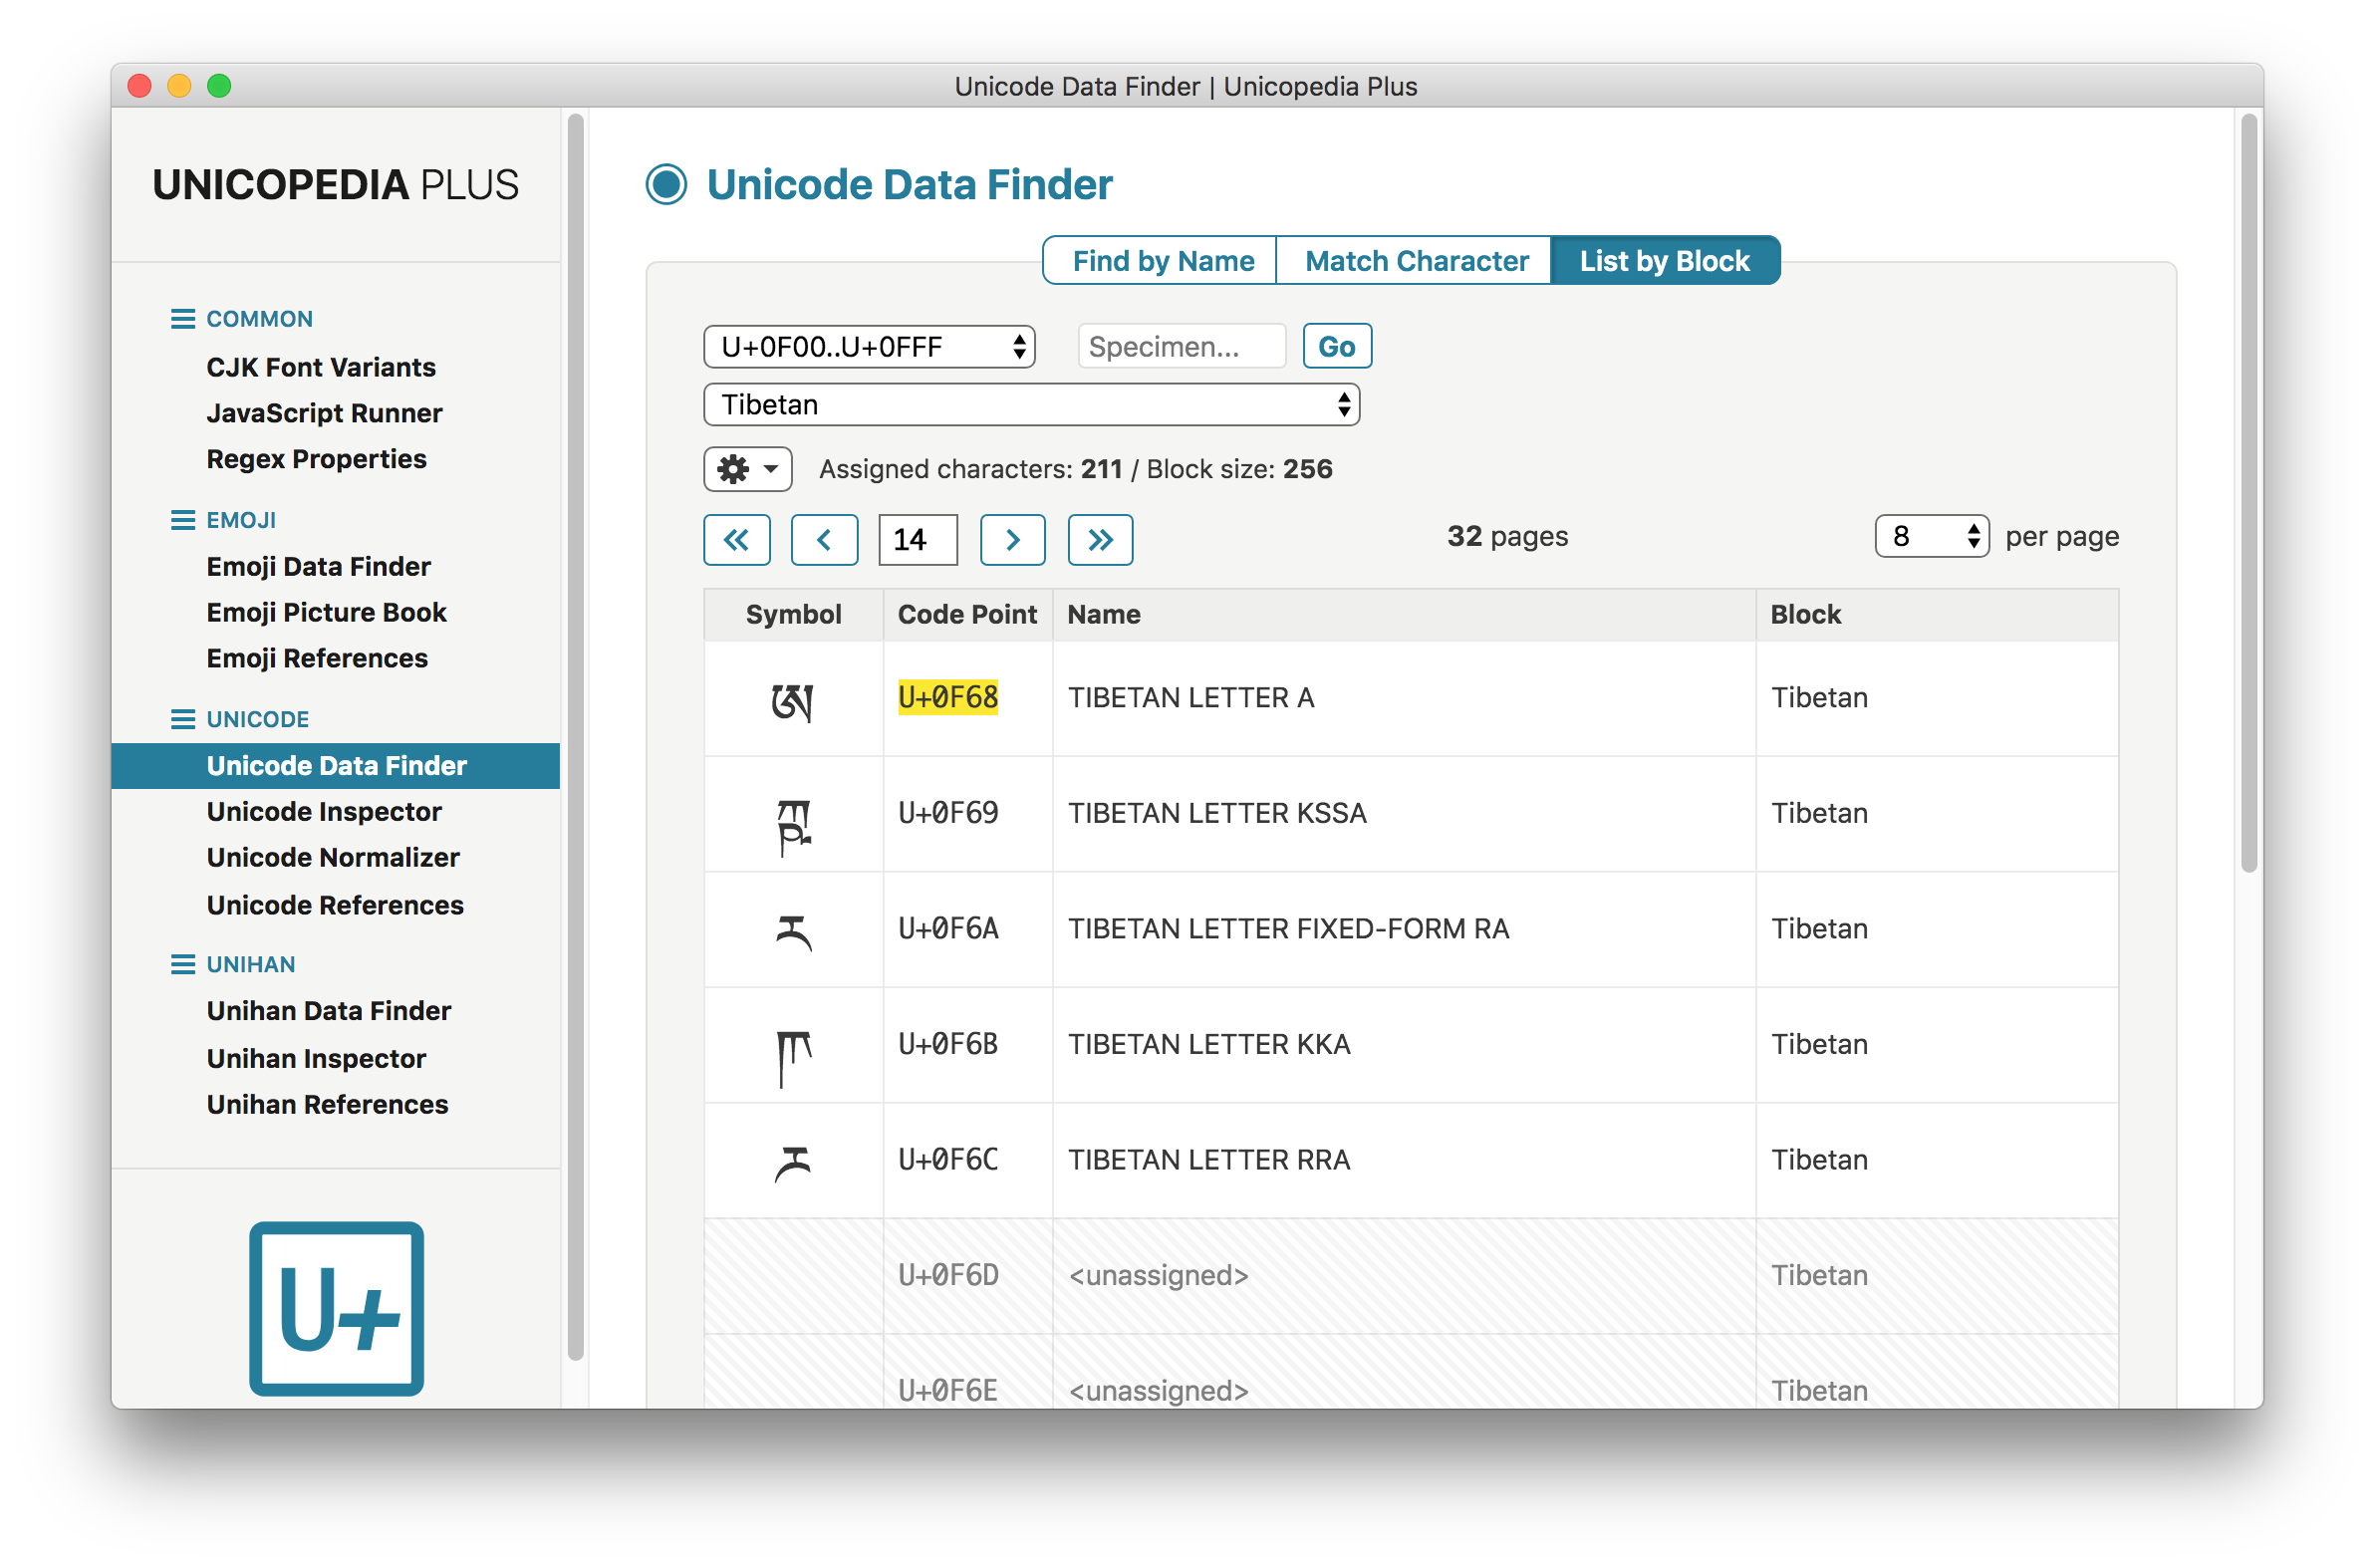 Unicode Data Finder | Unicopedia Plus
UNICOPEDIA PLUS
COMMON
CJK Font Variants
JavaScript Runner
Regex Properties
EMOJI
Emoji Data Finder
Emoji Picture Book
Emoji References
UNICODE
Unicode Data Finder
Unicode Inspector
Unicode Normalizer
Unicode References
UNIHAN
Unihan Data Finder
Unihan Inspector
Unihan References
U+
Unicode Data Finder
Find by Name Match Character List by Block
U+0F00..U+0FFF Specimen... Go
Tibetan
Assigned characters: 211 / Block size: 256
« ‹ 14 › » 32 pages 8 per page
Symbol Code Point Name Block
ཨ U+0F68 TIBETAN LETTER A Tibetan
ཀྵ U+0F69 TIBETAN LETTER KSSA Tibetan
ཪ U+0F6A TIBETAN LETTER FIXED-FORM RA Tibetan
ཫ U+0F6B TIBETAN LETTER KKA Tibetan
ཬ U+0F6C TIBETAN LETTER RRA Tibetan
U+0F6D <unassigned> Tibetan
U+0F6E <unassigned> Tibetan